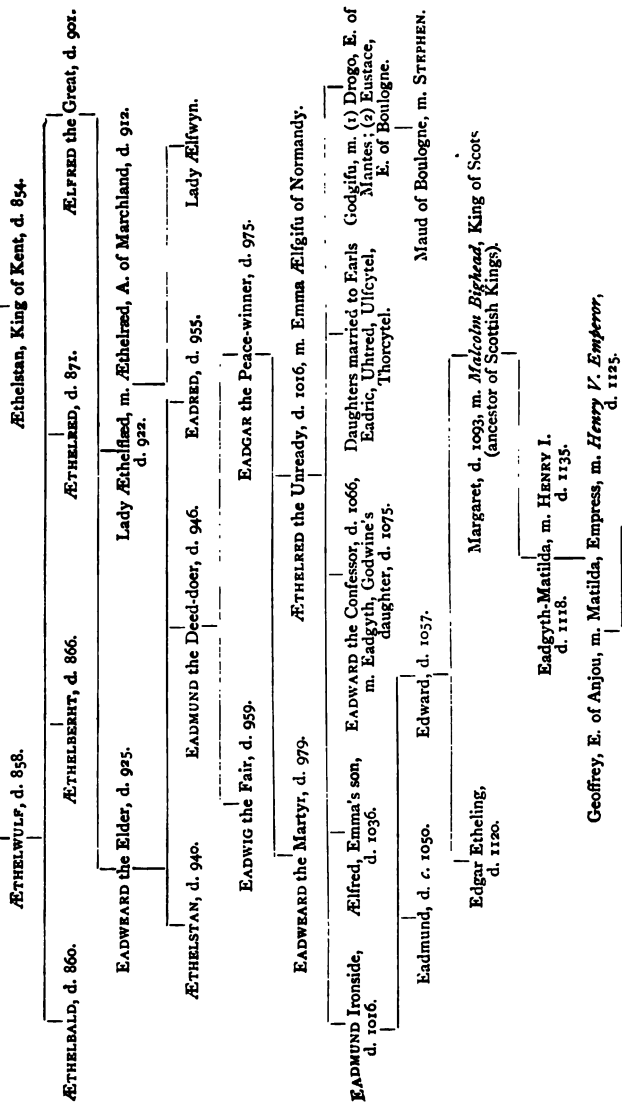 ÆTHELWULF, d. 858.
Æthelstan, King of Kent, d. 854.
ÆTHELBALD, d. 860.
ÆTHELBERHT, d. 866.
ÆTHELRED, d. 871.
ÆLFRED the Great, d. 901.
EADWEARD the Elder, d. 925.
Lady Æthelflæd, m. Æthelræd, A. of Marchland, d. 912.
d. 922.
ÆTHELSTAN, d. 940.
EADMUND the Deed-doer, d. 946.
EADRED, d. 955.
Lady Ælfwyn.
EADWIG the Fair, d. 959.
EADGAR the Peace-winner, d. 975.
EADWEARD the Martyr, d. 979.
ÆTHELRED the Unready, d. 1016, m. Emma Ælfgifu of Normandy.
EADMUND Ironside,
d. 1016.
Ælfred, Emma's son,
d. 1036.
EADWARD the Confessor, d. 1066,
m. Eadgyth, Godwine's
daughter, d. 1075.
Daughters married to Earls
Eadric, Uhtred, Ulfcytel,
Thorcytel.
Godgifu, m. (1) Drogo, E. of
Mantes; (2) Eustace,
E. of Boulogne.
Eadmund, d. c. 1050.
Edward, d. 1057.
Maud of Boulogne, m. STEPHEN.
Edgar Etheling,
d. 1120.
Margaret, d. 1093, m. Malcolm Bighead, King of Scots
(ancestor of Scottish Kings).
Eadgyth-Matilda, m. HENRY I.
d. 1118. d. 1135.
Geoffrey, E. of Anjou, m. Matilda, Empress, m. Henry V. Emperor,
d. 1125.